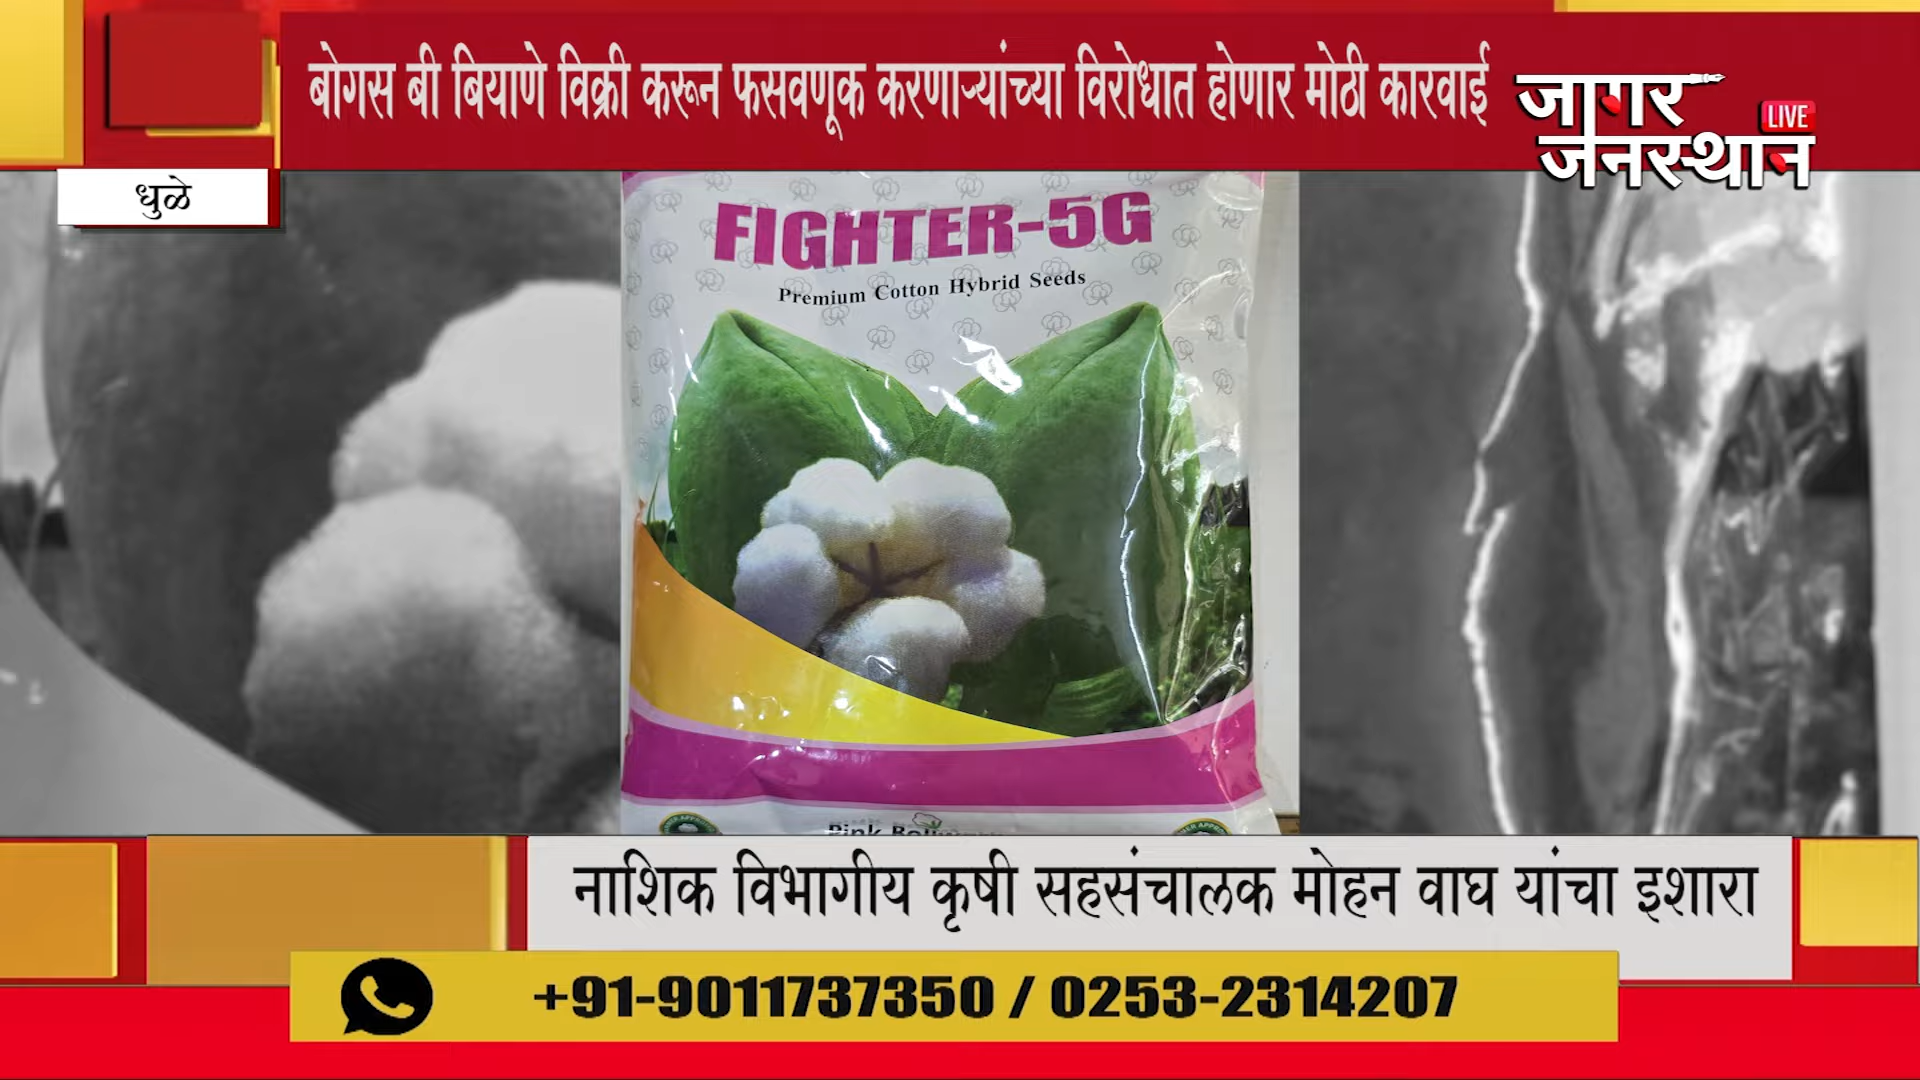 बोगस बी बियाणे विक्री करून फसवणूक करणाऱ्यांच्या विरोधात होणार मोठी कारवाई
जागर
LIVE
जनस्थान
धुळे
FIGHTER-5G
Premium Cotton Hybrid Seeds
Pink
नाशिक विभागीय कृषी सहसंचालक मोहन वाघ यांचा इशारा
+91-9011737350 / 0253-2314207